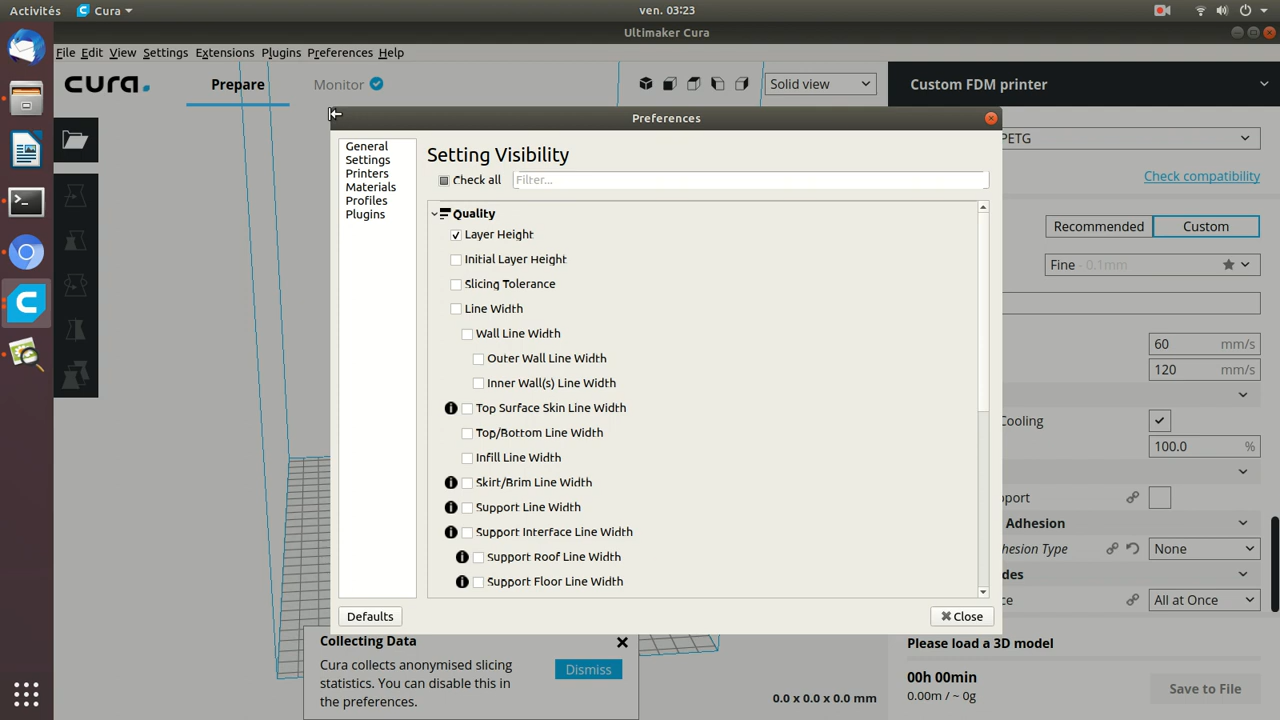 Activités
Cura
ven. 03:23
Ultimaker Cura
File Edit View Settings Extensions Plugins Preferences Help
cura.
Prepare
Monitor
Solid view
Custom FDM printer
Preferences
PETG
Check compatibility
Recommended
Custom
Fine - 0.1mm
60 mm/s
120 mm/s
Cooling
100.0 %
port
Adhesion
hesion Type
None
des
ce
All at Once
General
Settings
Printers
Materials
Profiles
Plugins
Setting Visibility
Check all
Filter...
Quality
Layer Height
Initial Layer Height
Slicing Tolerance
Line Width
Wall Line Width
Outer Wall Line Width
Inner Wall(s) Line Width
Top Surface Skin Line Width
Top/Bottom Line Width
Infill Line Width
Skirt/Brim Line Width
Support Line Width
Support Interface Line Width
Support Roof Line Width
Support Floor Line Width
Defaults
Close
Collecting Data
Cura collects anonymised slicing
statistics. You can disable this in
the preferences.
Dismiss
0.0 x 0.0 x 0.0 mm
Please load a 3D model
00h 00min
0.00m / ~ 0g
Save to File